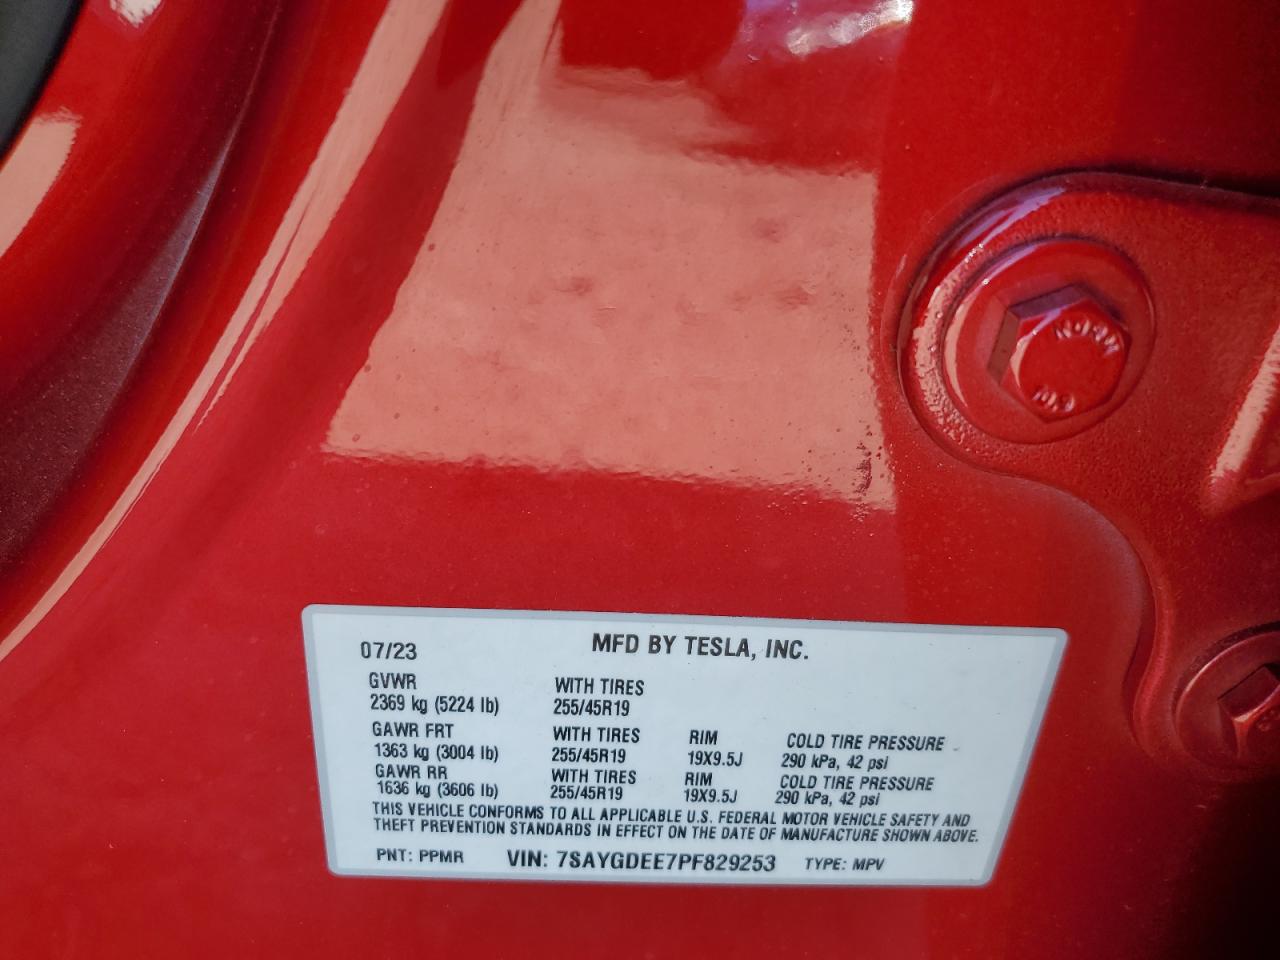 07/23 MFD BY TESLA, INC.
GVWR WITH TIRES
2369 kg (5224 lb) 255/45R19
GAWR FRT WITH TIRES RIM COLD TIRE PRESSURE
1363 kg (3004 lb) 255/45R19 19X9.5J 290 kPa, 42 psi
GAWR RR WITH TIRES RIM COLD TIRE PRESSURE
1636 kg (3606 lb) 255/45R19 19X9.5J 290 kPa, 42 psi
THIS VEHICLE CONFORMS TO ALL APPLICABLE U.S. FEDERAL MOTOR VEHICLE SAFETY AND
THEFT PREVENTION STANDARDS IN EFFECT ON THE DATE OF MANUFACTURE SHOWN ABOVE.
PNT: PPMR VIN: 7SAYGDEE7PF829253 TYPE: MPV